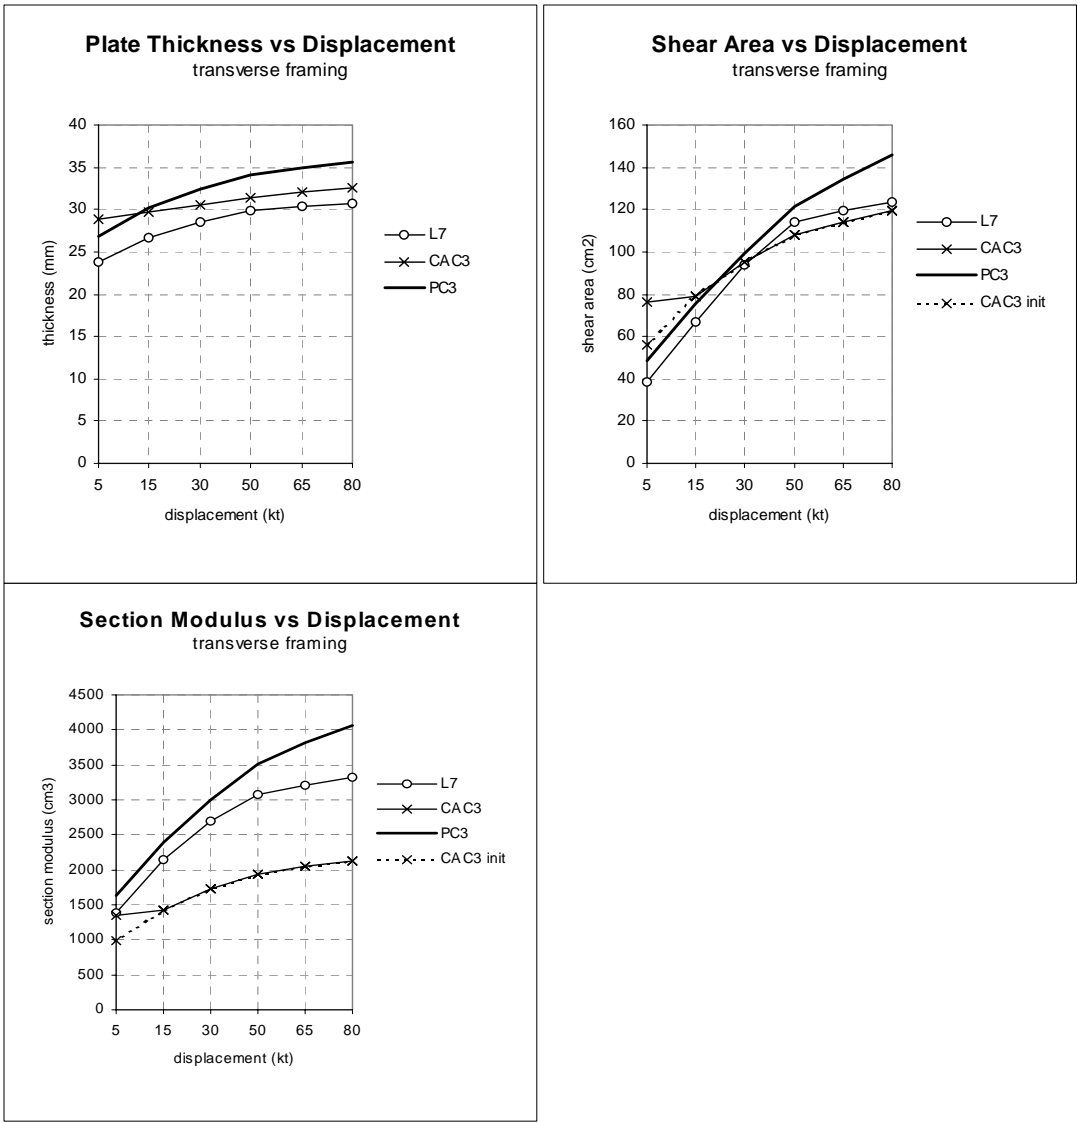 Plate Thickness vs Displacement
transverse framing
40
35
30
25
20
15
10
5
0
thickness (mm)
5 15 30 50 65 80
displacement (kt)
L7
CAC3
PC3
Shear Area vs Displacement
transverse framing
160
140
120
100
80
60
40
20
0
shear area (cm2)
5 15 30 50 65 80
displacement (kt)
L7
CAC3
PC3
CAC3 init
Section Modulus vs Displacement
transverse framing
4500
4000
3500
3000
2500
2000
1500
1000
500
0
section modulus (cm3)
5 15 30 50 65 80
displacement (kt)
L7
CAC3
PC3
CAC3 init